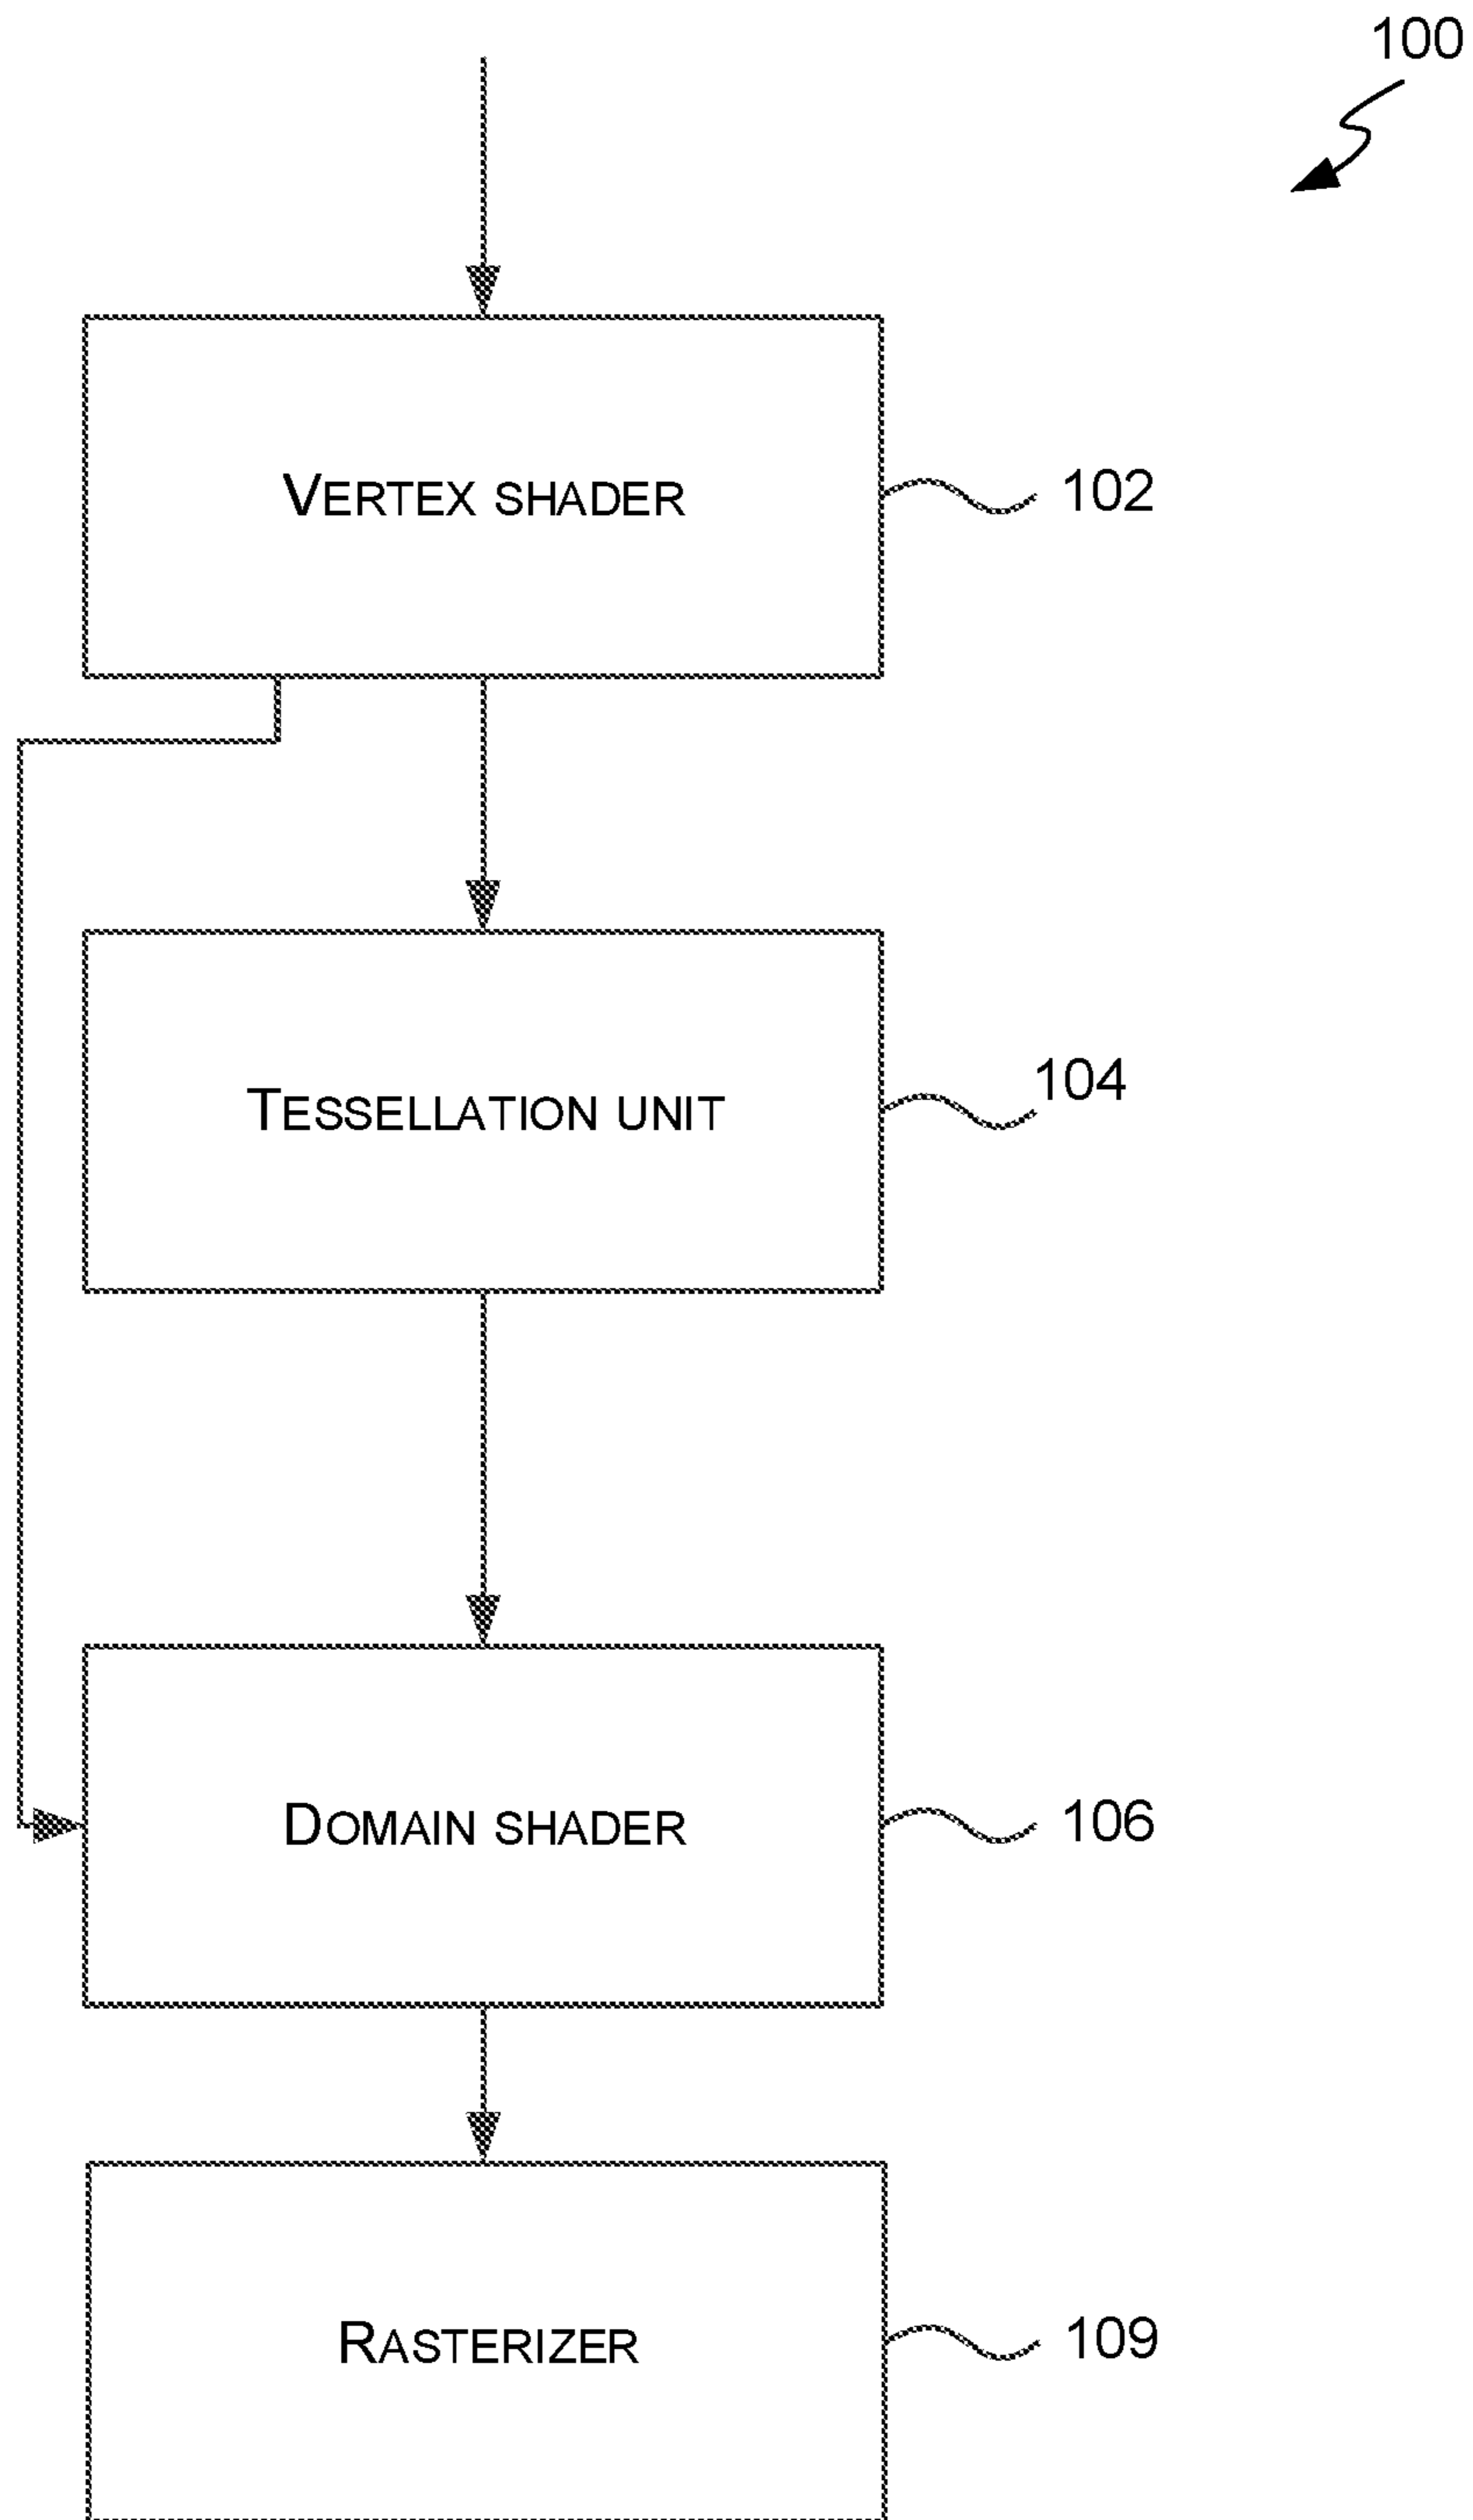 100
VERTEX SHADER
102
TESSELLATION UNIT
104
DOMAIN SHADER
106
RASTERIZER
109